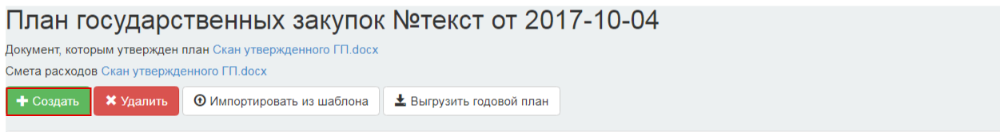 План государственных закупок №текст от 2017-10-04
Документ, которым утвержден план Скан утвержденного ГП.docx
Смета расходов Скан утвержденного ГП.docx
Создать Удалить Импортировать из шаблона Выгрузить годовой план